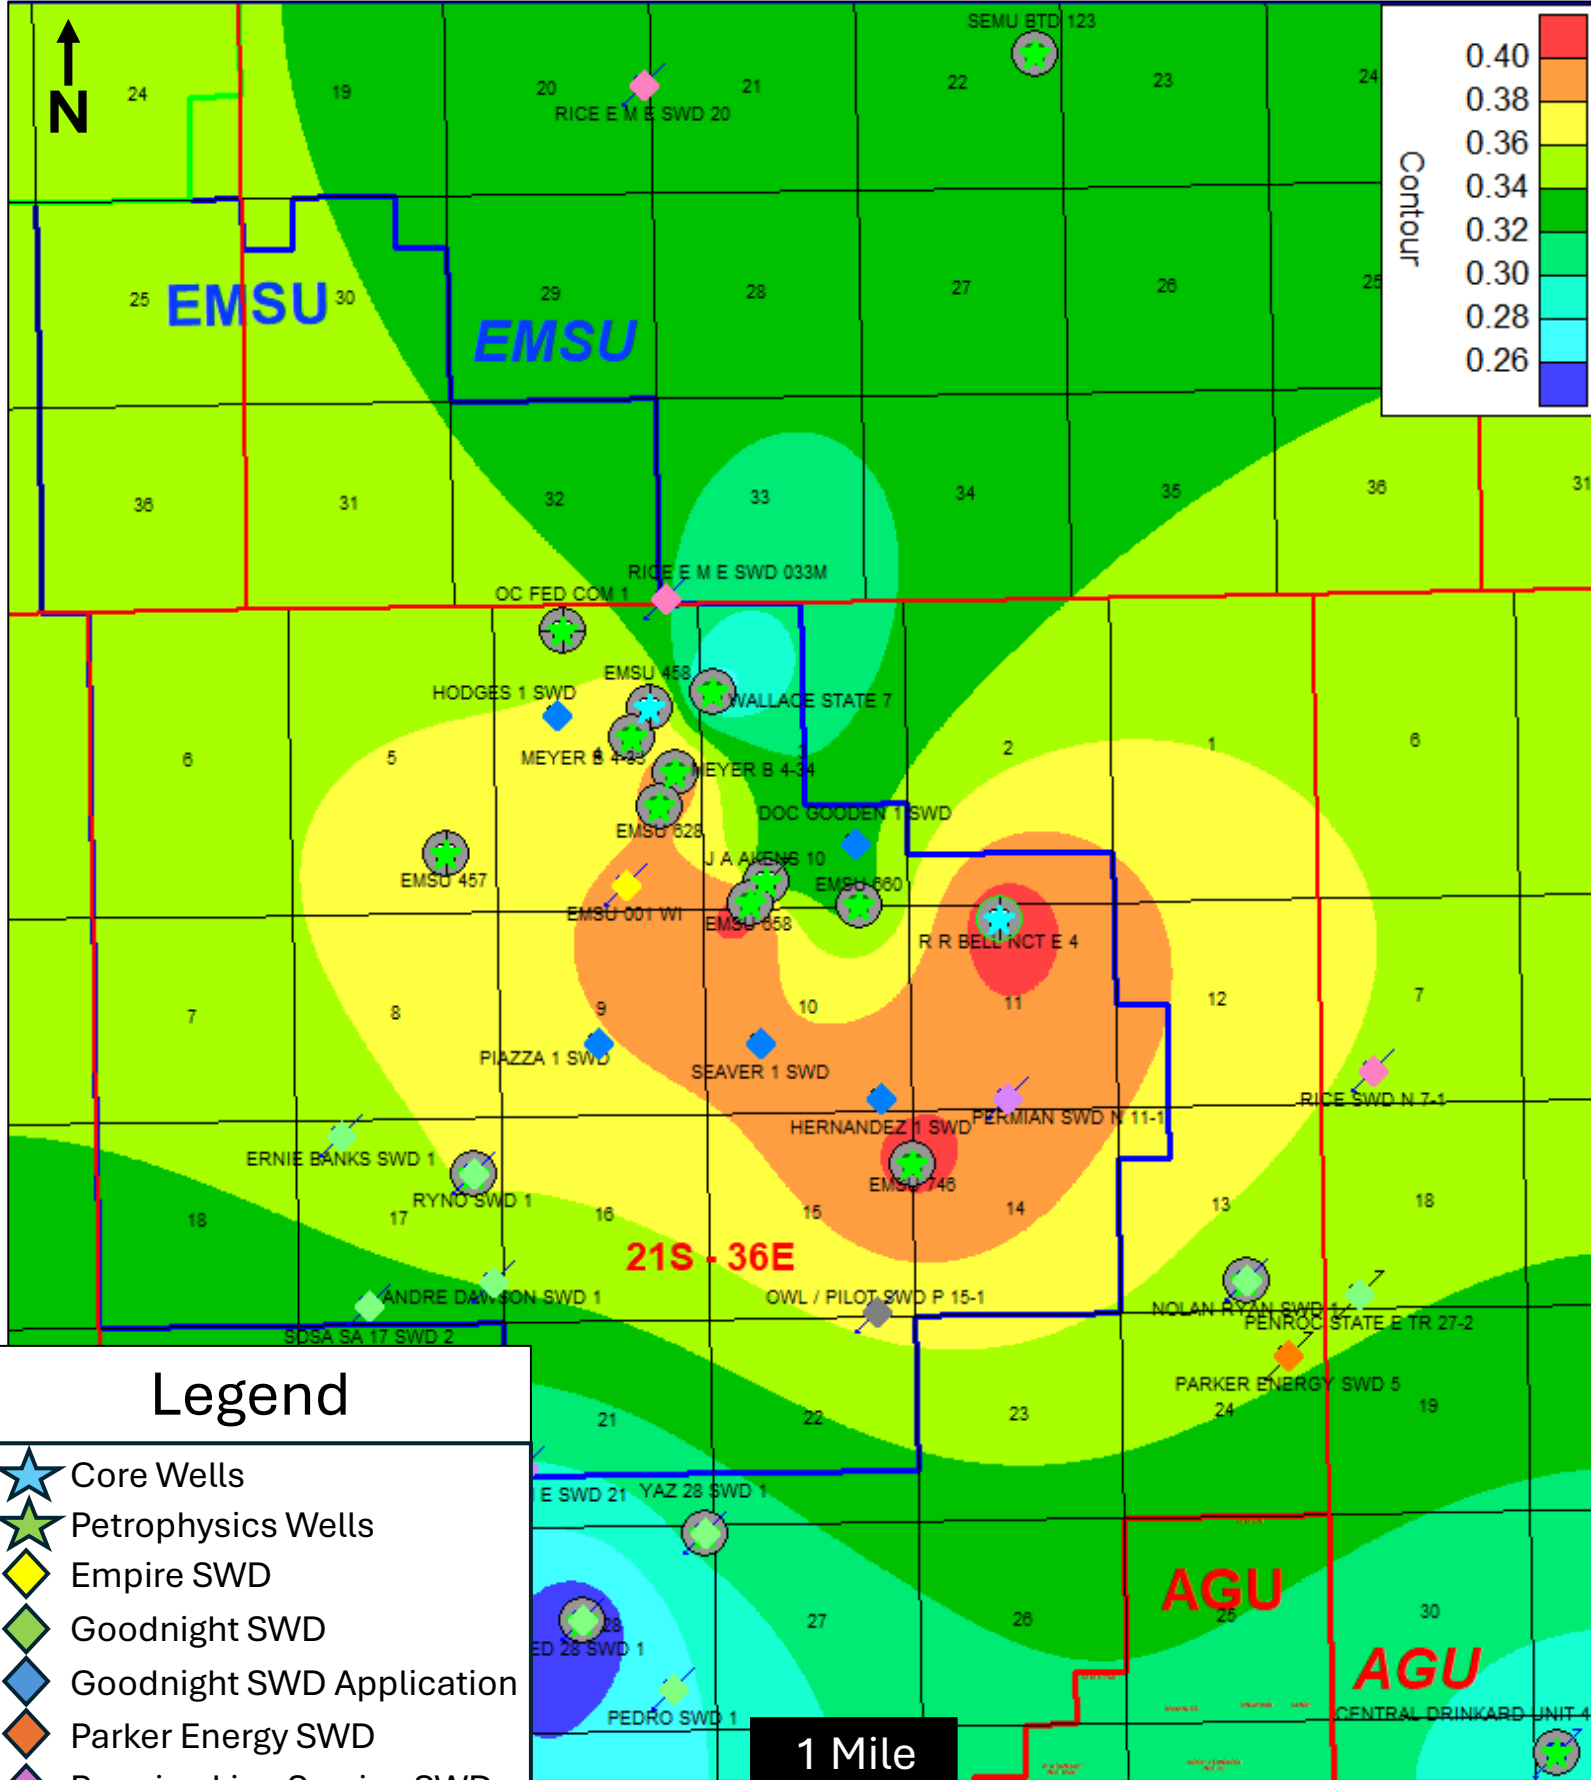 SEMU BTD 123
N
24
19
20
21
22
23
24
RICE E M E SWD 20
0.40
0.38
0.36
0.34
0.32
0.30
0.28
0.26
Contour
25
EMSU
30
29
28
27
26
25
EMSU
36
31
32
33
34
35
36
31
RICE E M E SWD 033M
OC FED COM 1
EMSU 458
HODGES 1 SWD
WALLACE STATE 7
6
5
MEYER B 4-33
MEYER B 4-34
2
1
6
DOC GOODEN 1 SWD
EMSU 628
J A AKENS 10
EMSU 457
EMSU 660
EMSU 001 WI
EMSU 658
R R BELL NCT E 4
7
8
9
10
11
12
7
PIAZZA 1 SWD
SEAVER 1 SWD
RICE SWD N 7-1
HERNANDEZ 1 SWD
PERMIAN SWD N 11-1
ERNIE BANKS SWD 1
RYNO SWD 1
EMSU 746
18
17
16
15
14
13
18
21S - 36E
ANDRE DAWSON SWD 1
OWL / PILOT SWD P 15-1
NOLAN RYAN SWD 1
PENROC STATE E TR 27-2
SOSA SA 17 SWD 2
PARKER ENERGY SWD 5
21
22
23
24
19
E SWD 21
YAZ 28 SWD 1
AGU
28
27
26
25
30
ED 28 SWD 1
AGU
PEDRO SWD 1
CENTRAL DRINKARD UNIT 4
1 Mile
Legend
Core Wells
Petrophysics Wells
Empire SWD
Goodnight SWD
Goodnight SWD Application
Parker Energy SWD